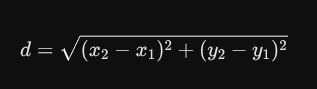 d = √(x₂ − x₁)² + (y₂ − y₁)²